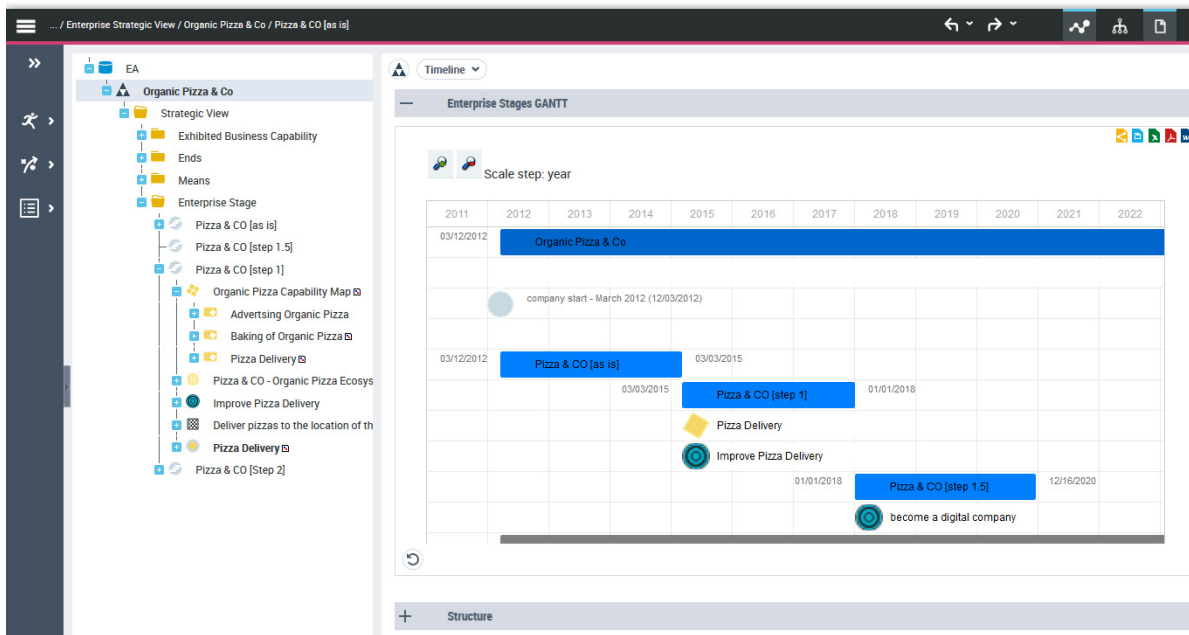 ... / Enterprise Strategic View / Organic Pizza & Co / Pizza & CO [as is]
EA
Organic Pizza & Co
Strategic View
Exhibited Business Capability
Ends
Means
Enterprise Stage
Pizza & CO [as is]
Pizza & CO [step 1.5]
Pizza & CO [step 1]
Organic Pizza Capability Map
Advertsing Organic Pizza
Baking of Organic Pizza
Pizza Delivery
Pizza & CO - Organic Pizza Ecosys
Improve Pizza Delivery
Deliver pizzas to the location of th
Pizza Delivery
Pizza & CO [Step 2]
Timeline
Enterprise Stages GANTT
Scale step: year
2011 2012 2013 2014 2015 2016 2017 2018 2019 2020 2021 2022
03/12/2012 Organic Pizza & Co
company start - March 2012 (12/03/2012)
03/12/2012 Pizza & CO [as is] 03/03/2015
03/03/2015 Pizza & CO [step 1] 01/01/2018
Pizza Delivery
Improve Pizza Delivery
01/01/2018 Pizza & CO [step 1.5] 12/16/2020
become a digital company
Structure